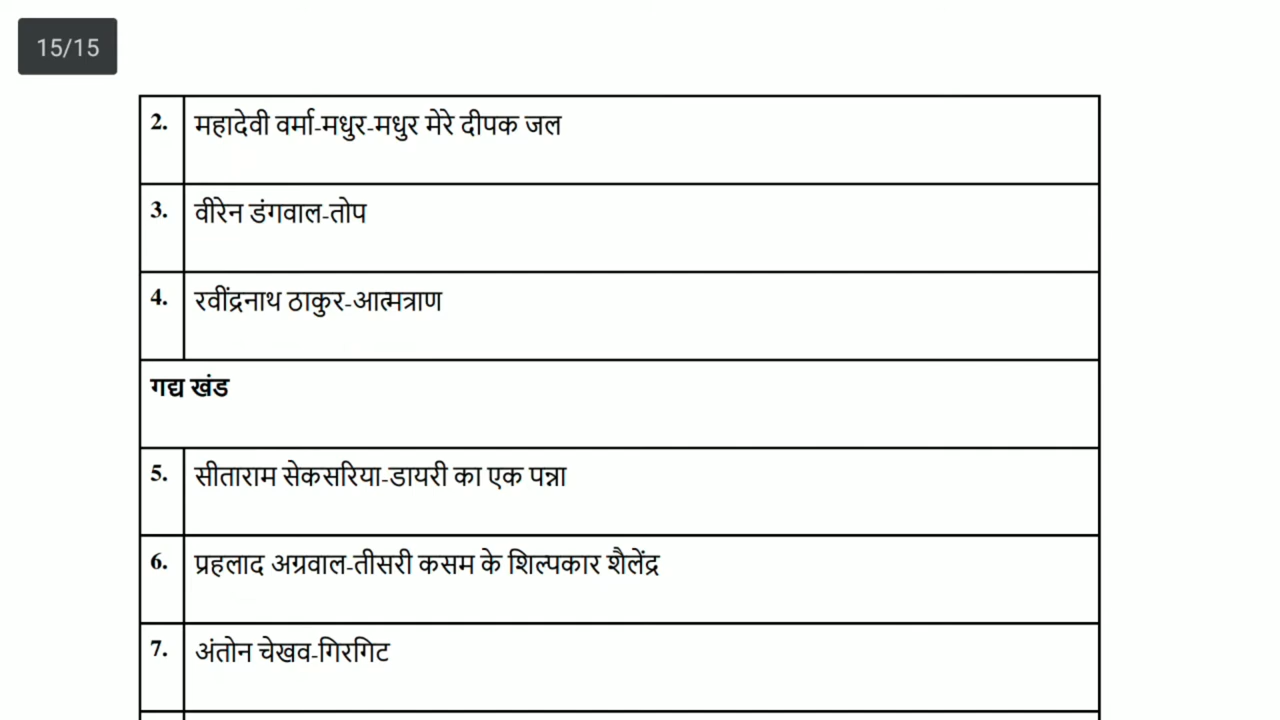 15/15
2. महादेवी वर्मा-मधुर-मधुर मेरे दीपक जल
3. वीरेन डंगवाल-तोप
4. रवींद्रनाथ ठाकुर-आत्मत्राण
गद्य खंड
5. सीताराम सेकसरिया-डायरी का एक पन्ना
6. प्रहलाद अग्रवाल-तीसरी कसम के शिल्पकार शैलेंद्र
7. अंतोन चेखव-गिरगिट